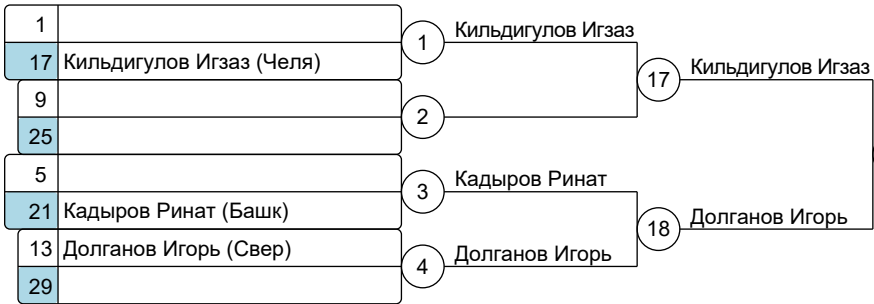 1
17 Кильдигулов Игзаз (Челя)
1
Кильдигулов Игзаз
9
25
2
17
Кильдигулов Игзаз
5
21 Кадыров Ринат (Башк)
3
Кадыров Ринат
13 Долганов Игорь (Свер)
29
4
Долганов Игорь
18
Долганов Игорь